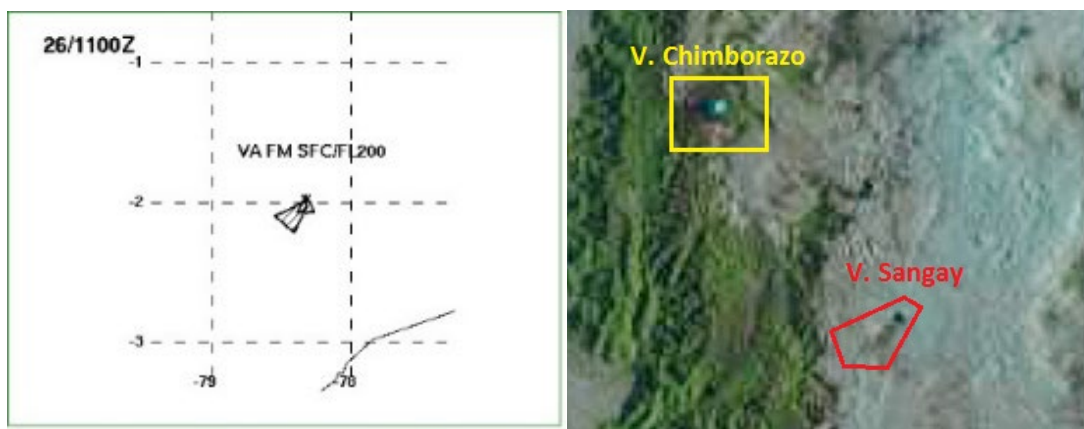 26/1100Z
-1
VA FM SFC/FL200
-2
-3
-79
-78
V. Chimborazo
V. Sangay